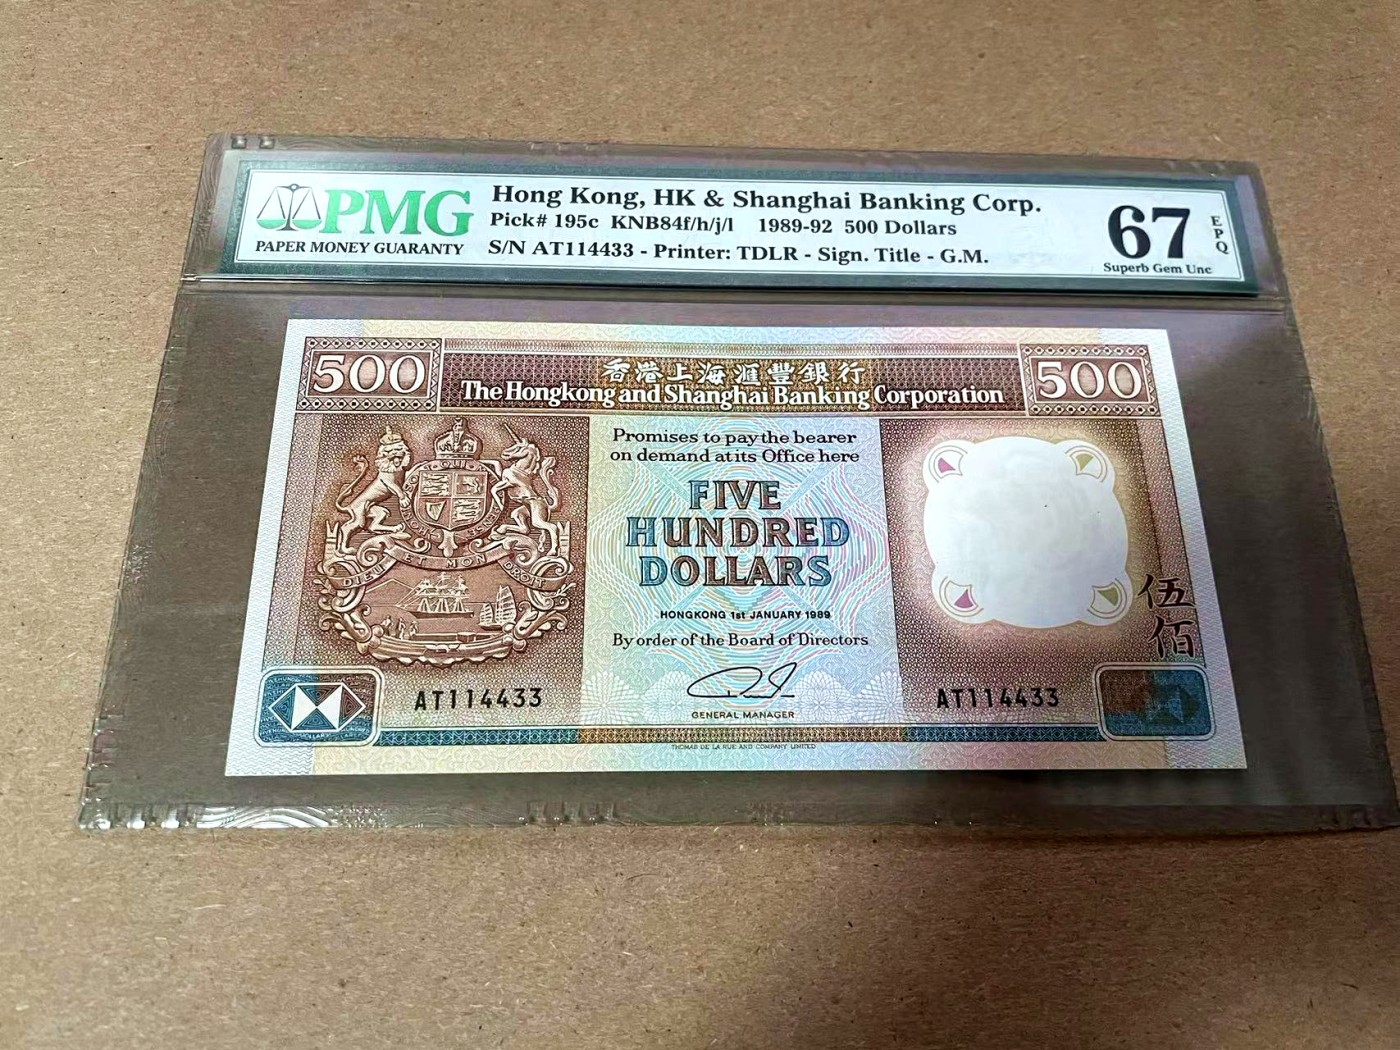 PMG
PAPER MONEY GUARANTY
Hong Kong, HK & Shanghai Banking Corp.
Pick# 195c KNB84f/h/j/l 1989-92 500 Dollars
S/N AT114433 - Printer: TDLR - Sign. Title - G.M.
67
EPQ
Superb Gem Unc
500
香港上海滙豐銀行
500
The Hongkong and Shanghai Banking Corporation
Promises to pay the bearer
on demand at its Office here
FIVE
HUNDRED
DOLLARS
DIEU ET MON DROIT
HONGKONG 1st JANUARY 1989
By order of the Board of Directors
伍佰
AT114433
AT114433
GENERAL MANAGER
THOMAS DE LA RUE AND COMPANY LIMITED